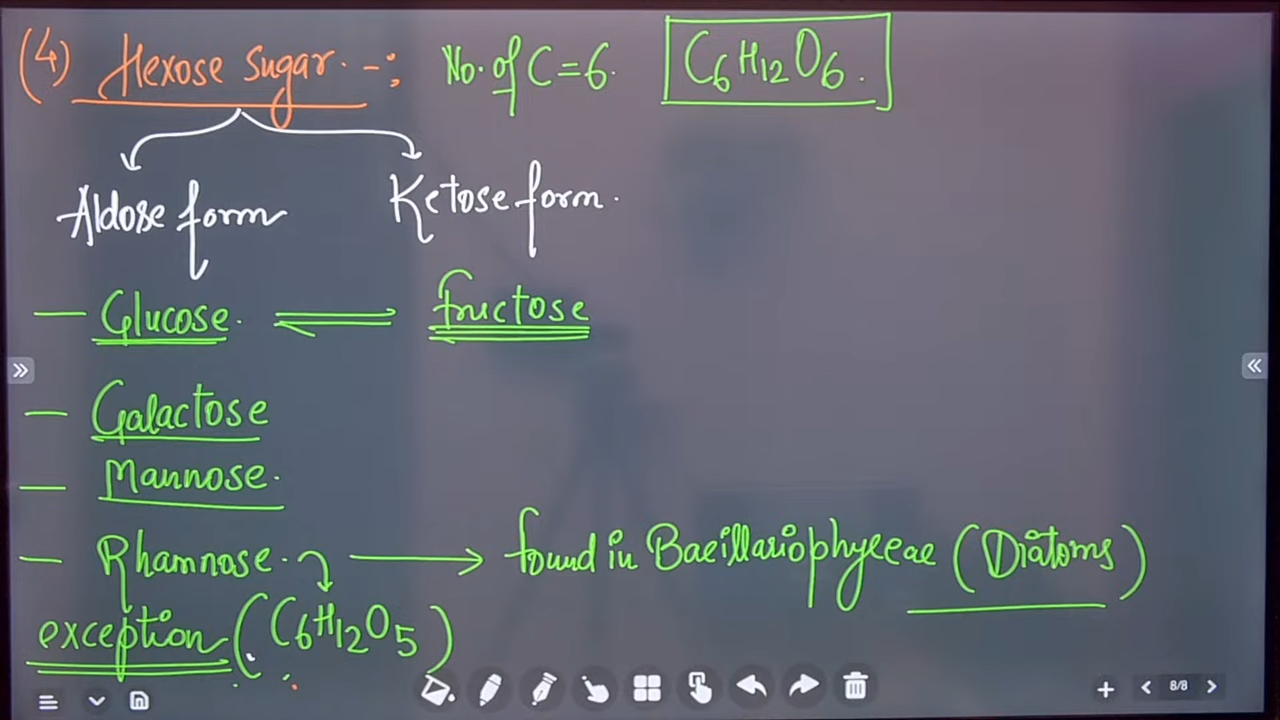 (4) Hexose Sugar. -: No. of C=6. C₆H₁₂O₆.
Aldose form Ketose form.
— Glucose. ⇌ fructose
— Galactose
— Mannose.
— Rhamnose. → found in Bacillariophyceae (Diatoms)
exception (C₆H₁₂O₅)
8/8